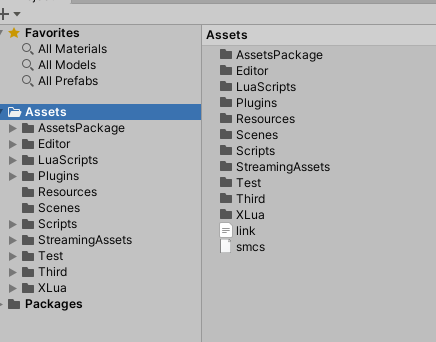 Favorites
All Materials
All Models
All Prefabs
Assets
AssetsPackage
Editor
LuaScripts
Plugins
Resources
Scenes
Scripts
StreamingAssets
Test
Third
XLua
Packages
Assets
AssetsPackage
Editor
LuaScripts
Plugins
Resources
Scenes
Scripts
StreamingAssets
Test
Third
XLua
link
smcs